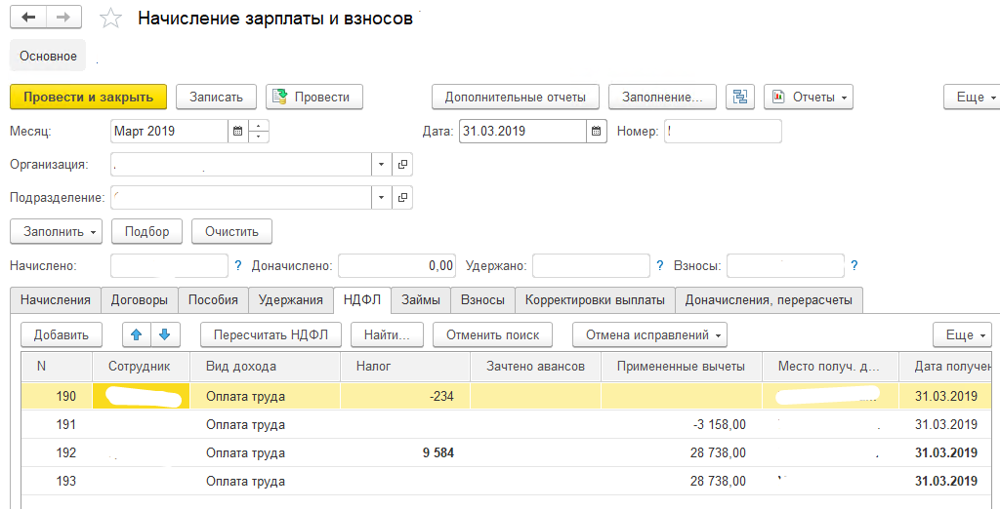 Начисление зарплаты и взносов
Основное
Провести и закрыть Записать Провести Дополнительные отчеты Заполнение... Отчеты Еще
Месяц: Март 2019 Дата: 31.03.2019 Номер:
Организация:
Подразделение:
Заполнить Подбор Очистить
Начислено: ? Доначислено: 0,00 Удержано: ? Взносы: ?
Начисления Договоры Пособия Удержания НДФЛ Займы Взносы Корректировки выплаты Доначисления, перерасчеты
Добавить Пересчитать НДФЛ Найти... Отменить поиск Отмена исправлений Еще
N Сотрудник Вид дохода Налог Зачтено авансов Примененные вычеты Место получ. д... Дата получен
190 Оплата труда -234 31.03.2019
191 Оплата труда -3 158,00 31.03.2019
192 Оплата труда 9 584 28 738,00 31.03.2019
193 Оплата труда 28 738,00 31.03.2019